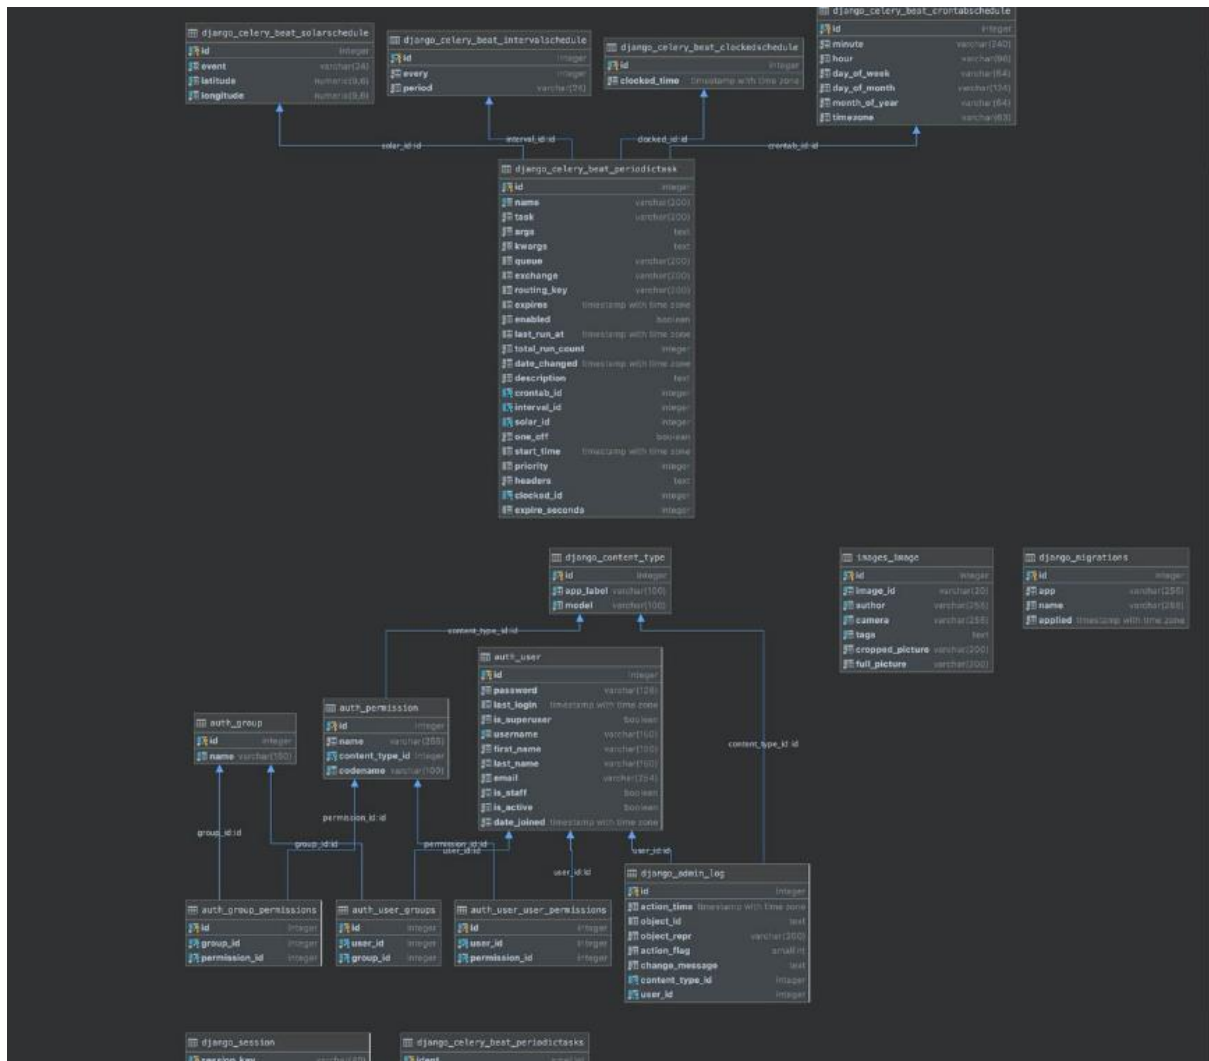 django_celery_beat_solarschedule
id integer
event varchar(24)
latitude numeric(9,6)
longitude numeric(9,6)
django_celery_beat_intervalschedule
id integer
every integer
period varchar(24)
django_celery_beat_clockedschedule
id integer
clocked_time timestamp with time zone
django_celery_beat_crontabschedule
id integer
minute varchar(240)
hour varchar(96)
day_of_week varchar(64)
day_of_month varchar(124)
month_of_year varchar(64)
timezone varchar(63)
solar_id:id
interval_id:id
clocked_id:id
crontab_id:id
django_celery_beat_periodictask
id integer
name varchar(200)
task varchar(200)
args text
kwargs text
queue varchar(200)
exchange varchar(200)
routing_key varchar(200)
expires timestamp with time zone
enabled boolean
last_run_at timestamp with time zone
total_run_count integer
date_changed timestamp with time zone
description text
crontab_id integer
interval_id integer
solar_id integer
one_off boolean
start_time timestamp with time zone
priority integer
headers text
clocked_id integer
expire_seconds integer
django_content_type
id integer
app_label varchar(100)
model varchar(100)
images_image
id integer
image_id varchar(20)
author varchar(255)
camera varchar(255)
tags text
cropped_picture varchar(200)
full_picture varchar(200)
django_migrations
id integer
app varchar(255)
name varchar(255)
applied timestamp with time zone
content_type_id:id
auth_user
id integer
password varchar(128)
last_login timestamp with time zone
is_superuser boolean
username varchar(150)
first_name varchar(150)
last_name varchar(150)
email varchar(254)
is_staff boolean
is_active boolean
date_joined timestamp with time zone
auth_permission
id integer
name varchar(255)
content_type_id integer
codename varchar(100)
auth_group
id integer
name varchar(150)
content_type_id:id
group_id:id
permission_id:id
group_id:id
permission_id:id
user_id:id
user_id:id
user_id:id
django_admin_log
id integer
action_time timestamp with time zone
object_id text
object_repr varchar(200)
action_flag smallint
change_message text
content_type_id integer
user_id integer
auth_group_permissions
id integer
group_id integer
permission_id integer
auth_user_groups
id integer
user_id integer
group_id integer
auth_user_user_permissions
id integer
user_id integer
permission_id integer
django_session
session_key varchar(40)
django_celery_beat_periodictasks
ident smallint